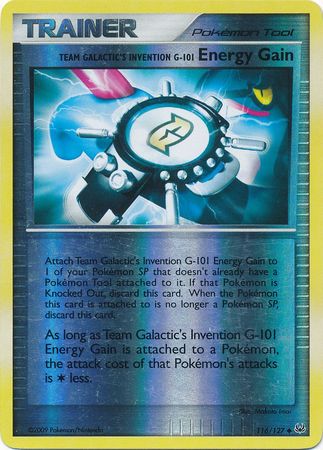 TRAINER Pokémon Tool
TEAM GALACTIC'S INVENTION G-101 Energy Gain
Attach Team Galactic's Invention G-101 Energy Gain to
1 of your Pokémon SP that doesn't already have a
Pokémon Tool attached to it. If that Pokémon is
Knocked Out, discard this card. When the Pokémon
this card is attached to is no longer a Pokémon SP,
discard this card.
As long as Team Galactic's Invention G-101
Energy Gain is attached to a Pokémon,
the attack cost of that Pokémon's attacks
is less.
Illus. Makoto Imai
©2009 Pokémon/Nintendo 116/127